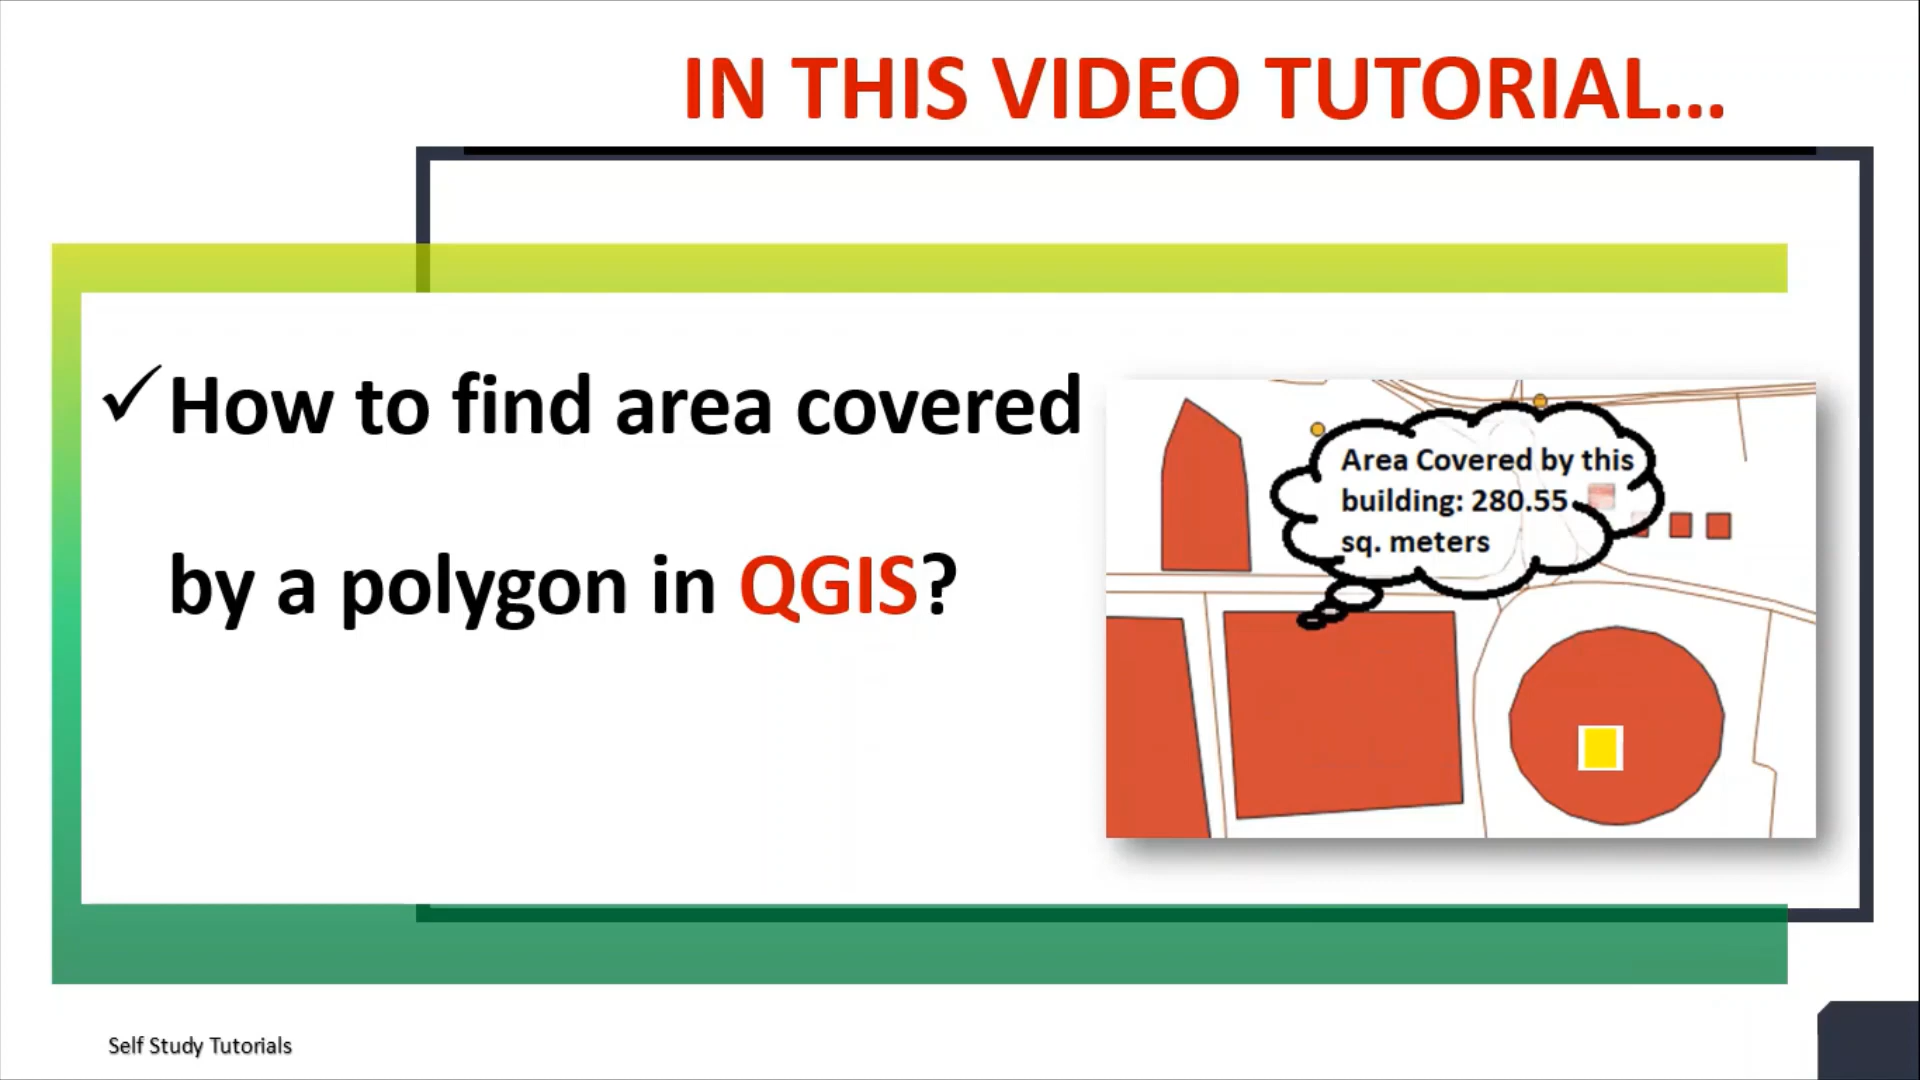 IN THIS VIDEO TUTORIAL...
✓How to find area covered
by a polygon in QGIS?
Area Covered by this
building: 280.55
sq. meters
Self Study Tutorials